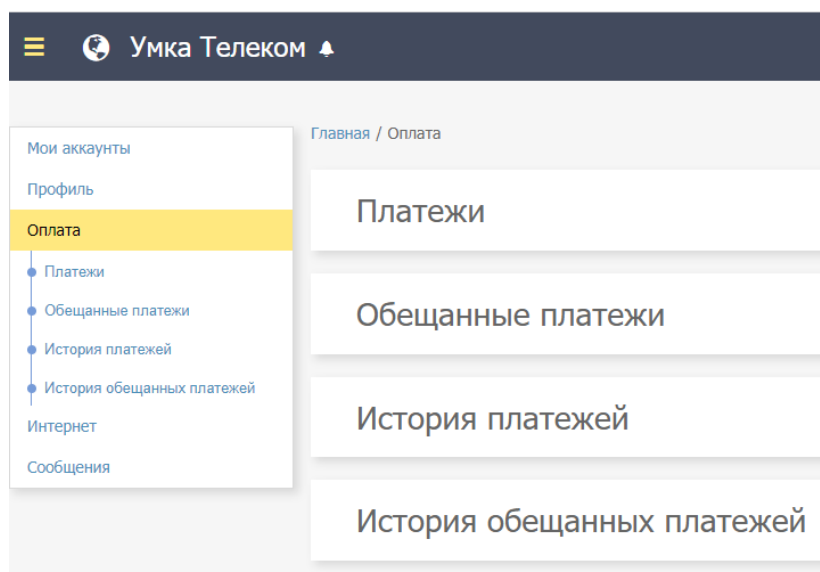 Умка Телеком
Мои аккаунты
Профиль
Оплата
Платежи
Обещанные платежи
История платежей
История обещанных платежей
Интернет
Сообщения
Главная / Оплата
Платежи
Обещанные платежи
История платежей
История обещанных платежей